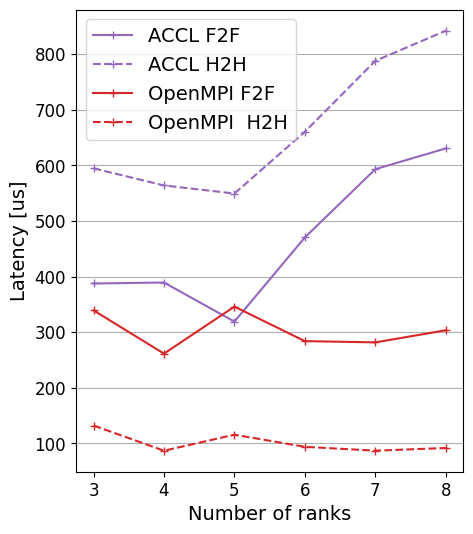 ACCL F2F
ACCL H2H
OpenMPI F2F
OpenMPI  H2H
Latency [us]
800
700
600
500
400
300
200
100
3 4 5 6 7 8
Number of ranks